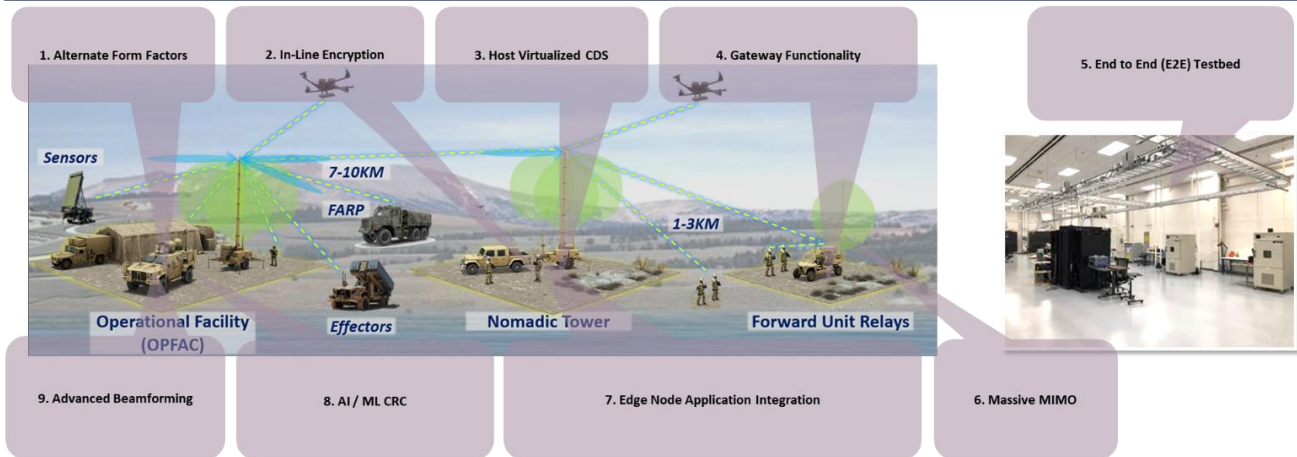 1. Alternate Form Factors
2. In-Line Encryption
3. Host Virtualized CDS
4. Gateway Functionality
5. End to End (E2E) Testbed
Sensors
7-10KM
FARP
1-3KM
Operational Facility
(OPFAC)
Effectors
Nomadic Tower
Forward Unit Relays
9. Advanced Beamforming
8. AI / ML CRC
7. Edge Node Application Integration
6. Massive MIMO